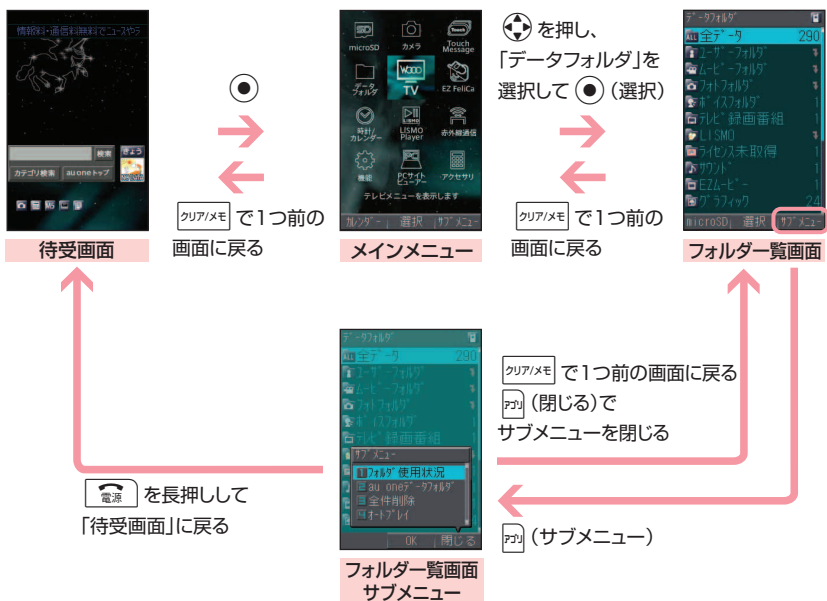 情報料・通信料無料でニュースやラ
検索
きょう
カテゴリ検索
au oneトップ
待受画面
クリア/メモ で1つ前の
画面に戻る
microSD
カメラ
Touch
Message
データ
フォルダ
Wooo
TV
EZ FeliCa
時計/
カレンダー
LISMO
Player
赤外線通信
機能
PCサイト
ビューアー
アクセサリ
テレビメニューを表示します
カレンダー
選択
サブメニュー
メインメニュー
を押し、
「データフォルダ」を
選択して (選択)
クリア/メモ で1つ前の
画面に戻る
データフォルダ
ALL 全データ 290
ユーザーフォルダ
ムービーフォルダ
フォトフォルダ
ボイスフォルダ 1
テレビ録画番組 1
LISMO
ライセンス未取得 1
サウンド 1
EZムービー 1
グラフィック 24
microSD 選択 サブメニュー
フォルダ一覧画面
データフォルダ
ALL 全データ 290
ユーザーフォルダ
ムービーフォルダ
フォトフォルダ
ボイスフォルダ 1
テレビ録画番組 1
サブメニュー
1 フォルダ使用状況
2 au oneデータフォルダ
3 全件削除
4 オートプレイ
OK 閉じる
フォルダ一覧画面
サブメニュー
電源 を長押しして
「待受画面」に戻る
クリア/メモ で1つ前の画面に戻る
アプリ (閉じる)で
サブメニューを閉じる
アプリ (サブメニュー)